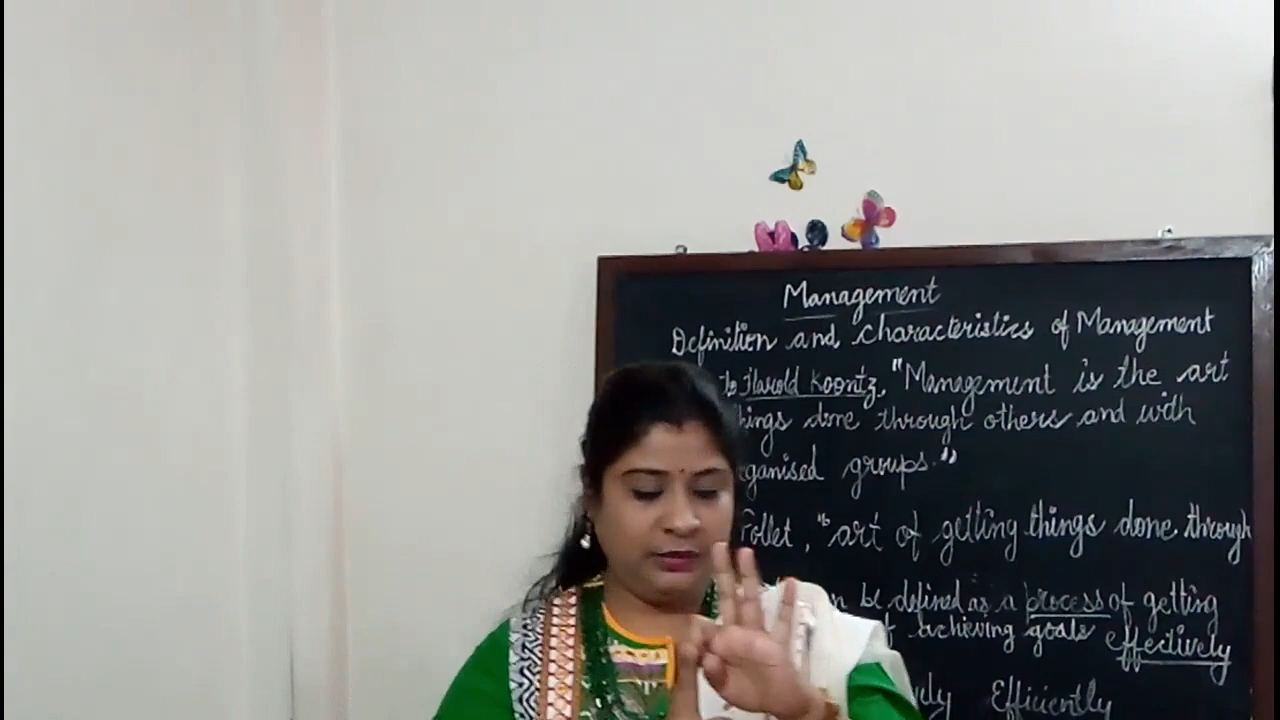 Management
Definition and characteristics of Management
to Harold Koontz, "Management is the art
things done through others and with
organised groups."
Follet, "art of getting things done through
be defined as a process of getting
of achieving goals effectively
Efficiently